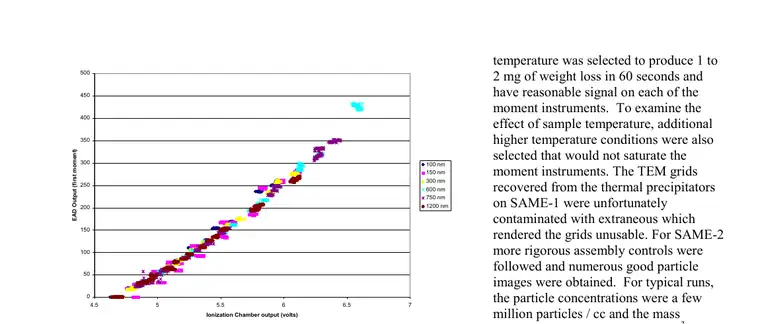 500
450
400
350
300
250
200
150
100
50
0
4.5 5 5.5 6 6.5 7
EAD Output (first moment)
Ionization Chamber output (volts)
100 nm
150 nm
300 nm
600 nm
750 nm
1200 nm
temperature was selected to produce 1 to
2 mg of weight loss in 60 seconds and
have reasonable signal on each of the
moment instruments. To examine the
effect of sample temperature, additional
higher temperature conditions were also
selected that would not saturate the
moment instruments. The TEM grids
recovered from the thermal precipitators
on SAME-1 were unfortunately
contaminated with extraneous which
rendered the grids unusable. For SAME-2
more rigorous assembly controls were
followed and numerous good particle
images were obtained. For typical runs,
the particle concentrations were a few
million particles / cc and the mass